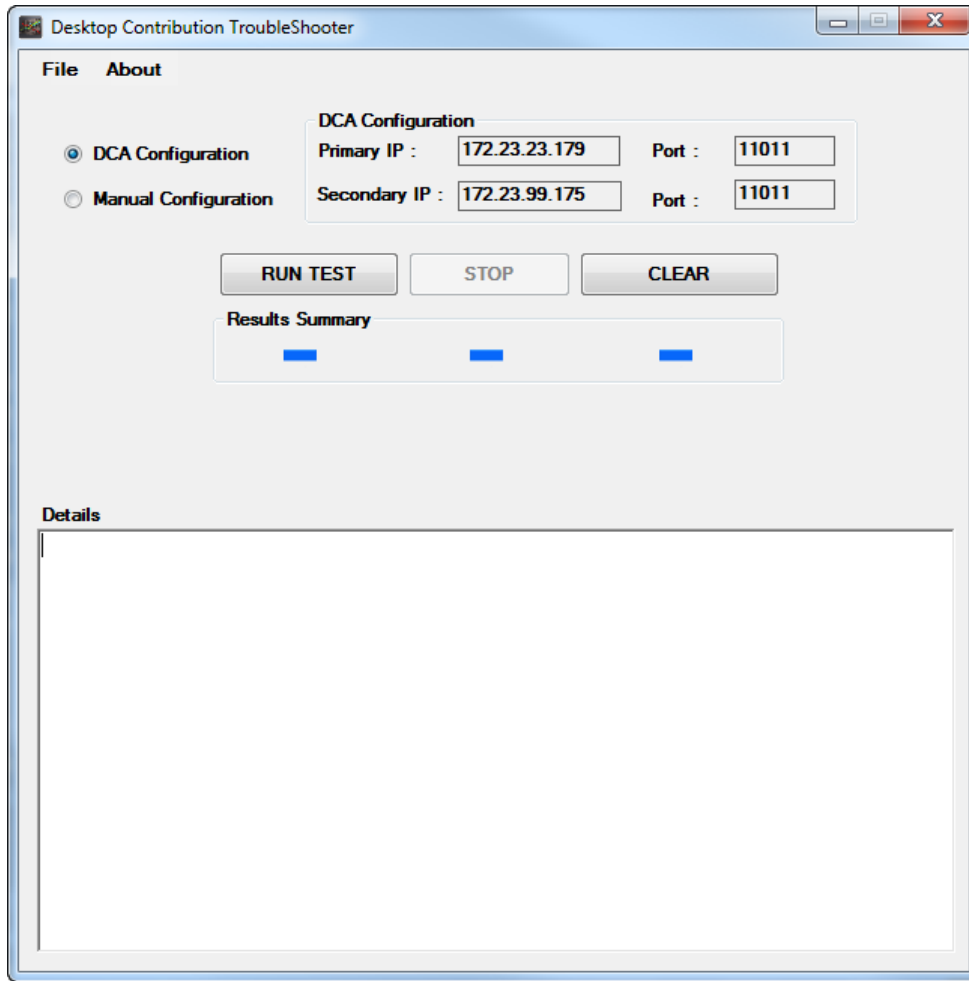 Desktop Contribution TroubleShooter
File About
DCA Configuration
DCA Configuration Primary IP : 172.23.23.179 Port : 11011
Manual Configuration Secondary IP : 172.23.99.175 Port : 11011
RUN TEST STOP CLEAR
Results Summary
Details